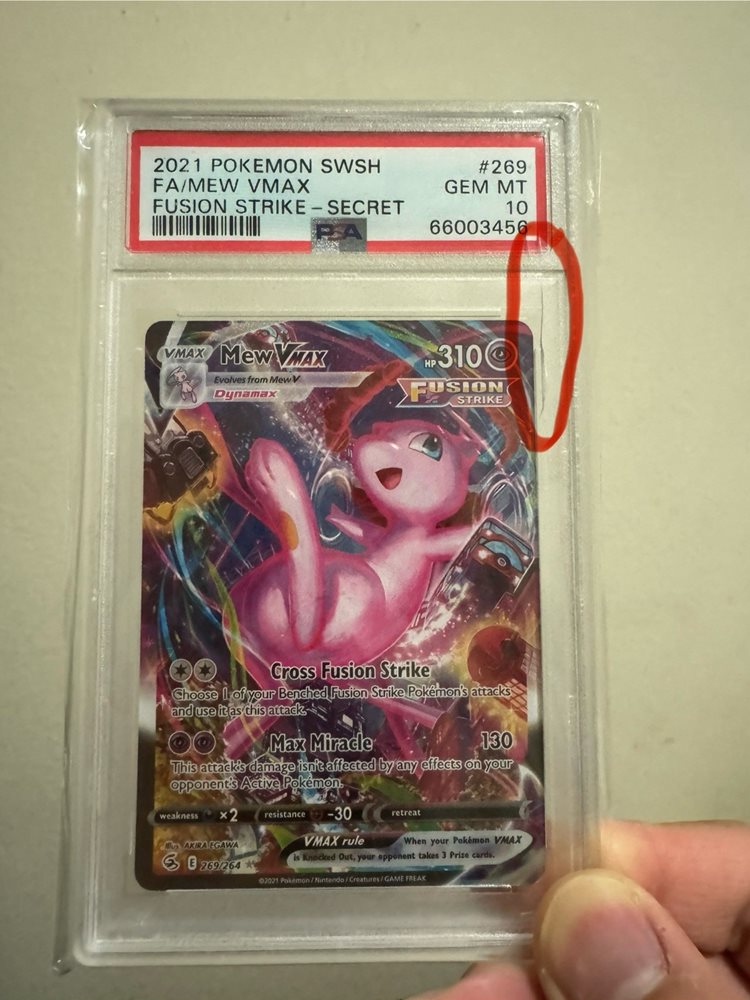 2021 POKEMON SWSH #269
FA/MEW VMAX GEM MT
FUSION STRIKE – SECRET 10
PSA 66003456
VMAX Mew VMAX HP 310
Evolves from Mew V
Dynamax
FUSION
STRIKE
Cross Fusion Strike
Choose 1 of your Benched Fusion Strike Pokémon's attacks
and use it as this attack.
Max Miracle 130
This attack's damage isn't affected by any effects on your
opponent's Active Pokémon.
weakness ×2 resistance -30 retreat
Illus. AKIRA EGAWA
E 269/264
VMAX rule When your Pokémon VMAX
is Knocked Out, your opponent takes 3 Prize cards.
©2021 Pokémon / Nintendo / Creatures / GAME FREAK